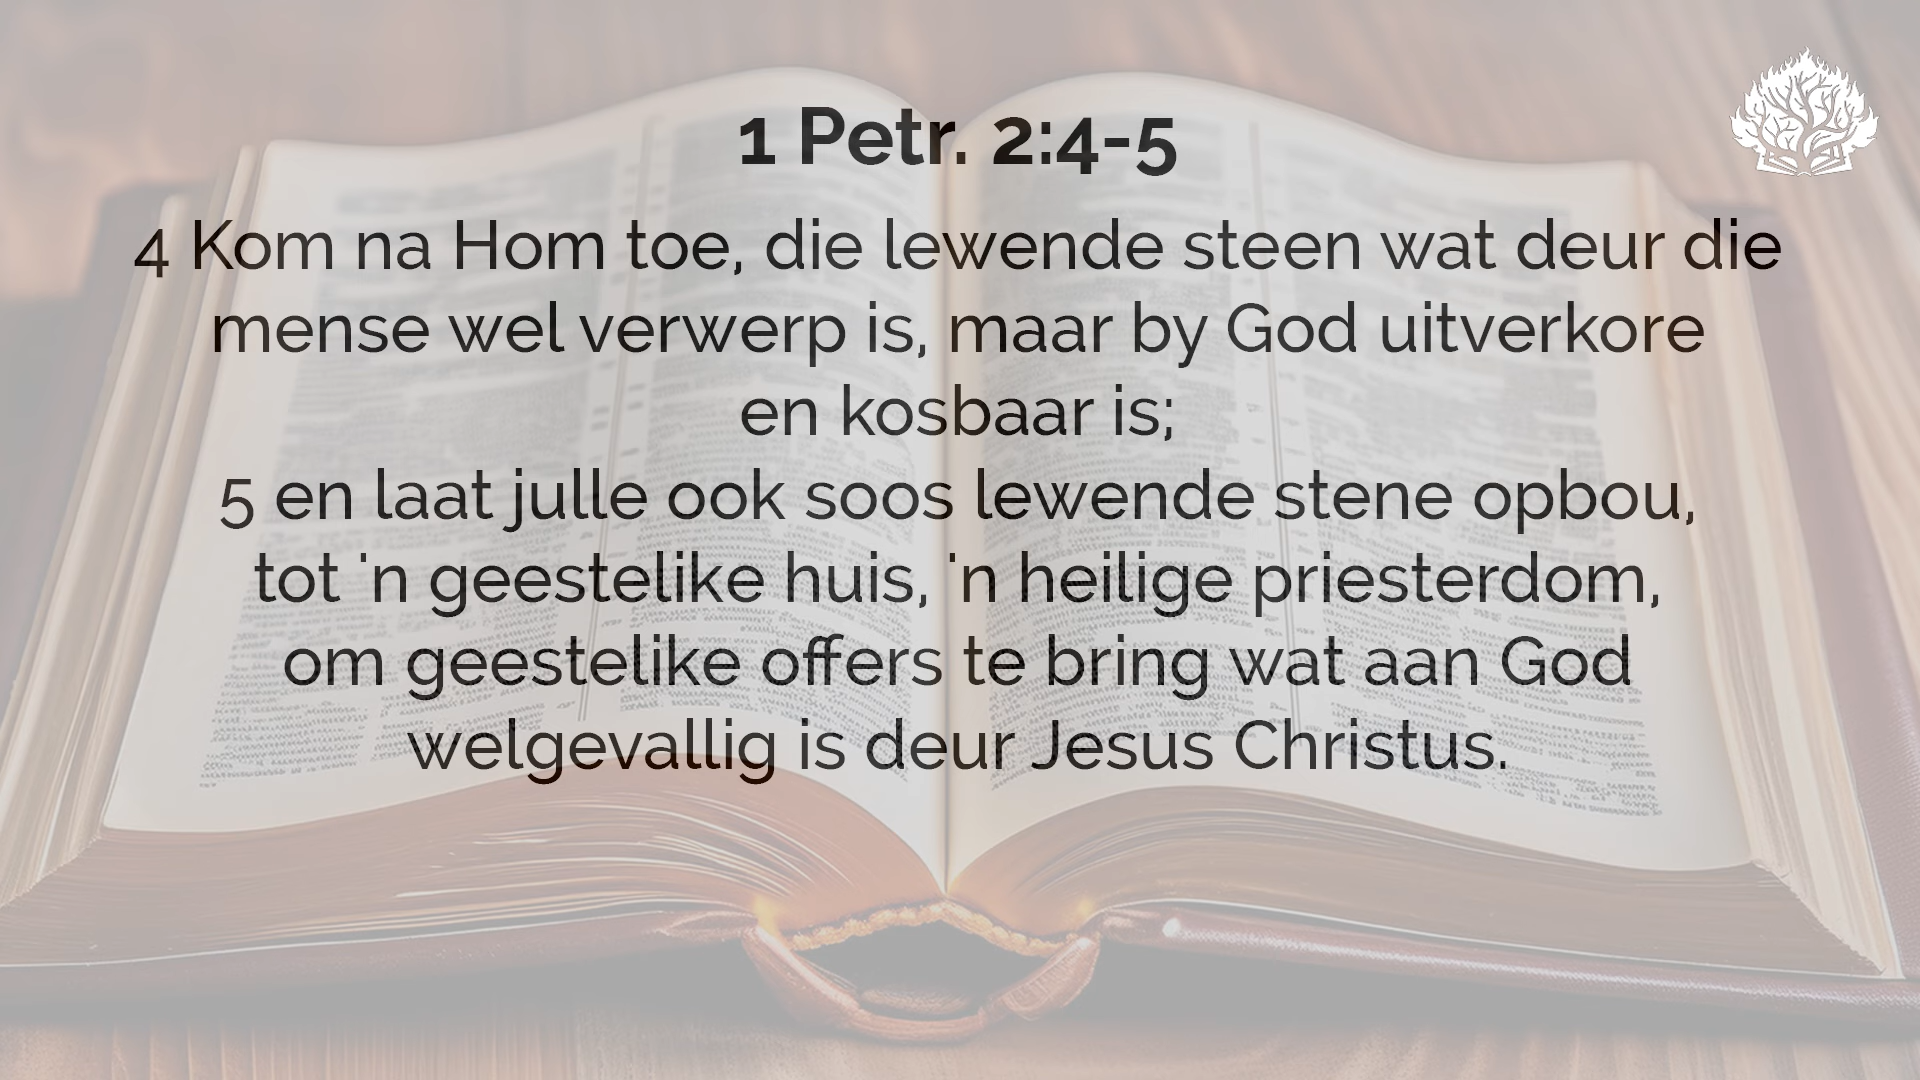 1 Petr. 2:4-5
4 Kom na Hom toe, die lewende steen wat deur die
mense wel verwerp is, maar by God uitverkore
en kosbaar is;
5 en laat julle ook soos lewende stene opbou,
tot 'n geestelike huis, 'n heilige priesterdom,
om geestelike offers te bring wat aan God
welgevallig is deur Jesus Christus.